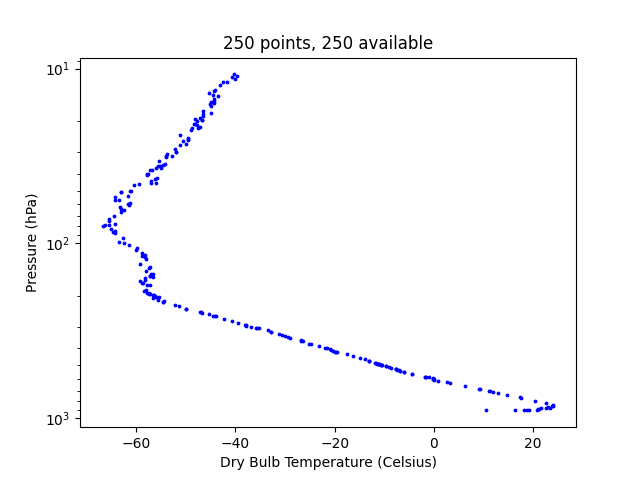 250 points, 250 available
10¹
10²
10³
Pressure (hPa)
−60 −40 −20 0 20
Dry Bulb Temperature (Celsius)